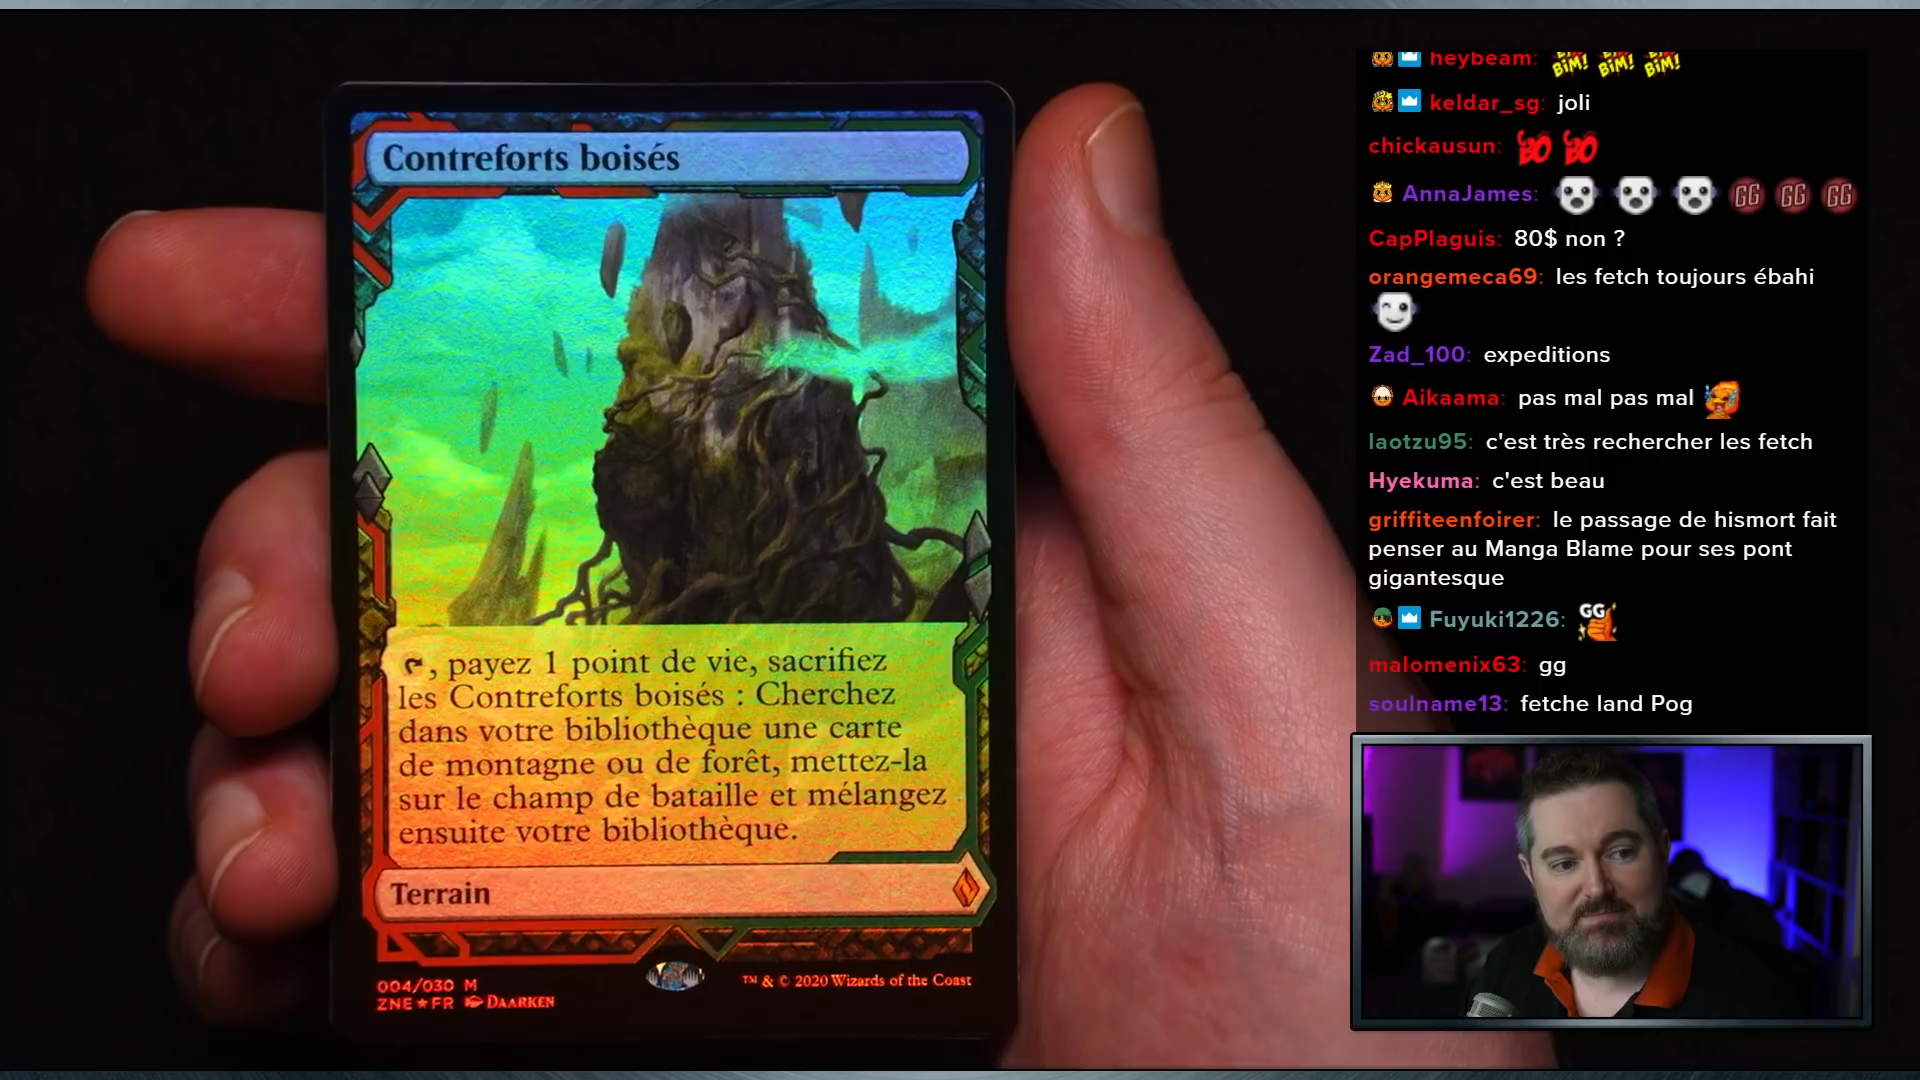 Contreforts boisés
, payez 1 point de vie, sacrifiez
les Contreforts boisés : Cherchez
dans votre bibliothèque une carte
de montagne ou de forêt, mettez-la
sur le champ de bataille et mélangez
ensuite votre bibliothèque.
Terrain
004/030 M
ZNE★FR DAARKEN
™ & © 2020 Wizards of the Coast
heybeam: BIM! BIM! BIM!
keldar_sg: joli
chickausun:
AnnaJames: GG GG GG
CapPlaguis: 80$ non ?
orangemeca69: les fetch toujours ébahi
Zad_100: expeditions
Aikaama: pas mal pas mal
laotzu95: c'est très rechercher les fetch
Hyekuma: c'est beau
griffiteenfoirer: le passage de hismort fait
penser au Manga Blame pour ses pont
gigantesque
Fuyuki1226: GG
malomenix63: gg
soulname13: fetche land Pog